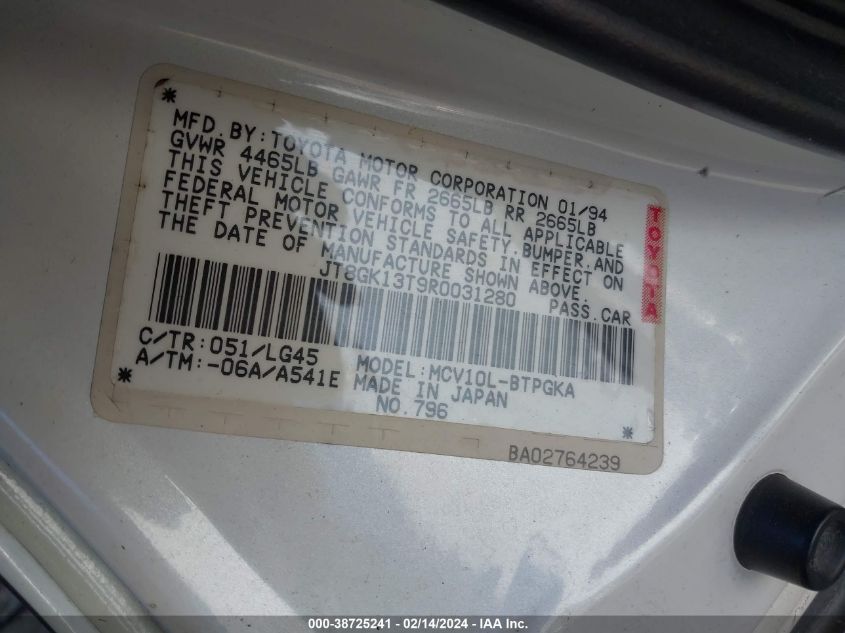 MFD. BY: TOYOTA MOTOR CORPORATION 01/94
GVWR 4465LB GAWR FR 2665LB RR 2665LB
THIS VEHICLE CONFORMS TO ALL APPLICABLE
FEDERAL MOTOR VEHICLE SAFETY, BUMPER, AND
THEFT PREVENTION STANDARDS IN EFFECT ON
THE DATE OF MANUFACTURE SHOWN ABOVE.
JT8GK13T9R0031280 PASS. CAR
TOYOTA
C/TR: 051/LG45 MODEL: MCV10L-BTPGKA
A/TM: -06A/A541E MADE IN JAPAN
NO. 796
BA02764239
000-38725241 - 02/14/2024 - IMPACT, INC.